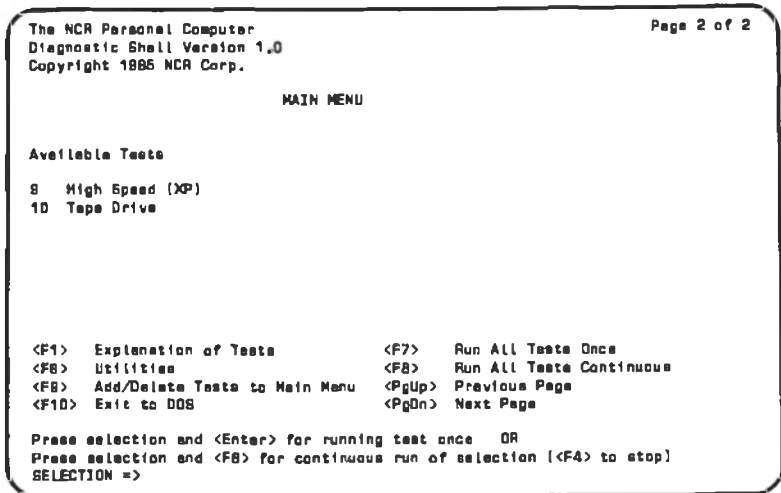 The NCR Personal Computer Page 2 of 2
Diagnostic Shell Version 1.0
Copyright 1985 NCR Corp.
MAIN MENU
Available Tests
9 High Speed (XP)
10 Tape Drive
<F1> Explanation of Tests <F7> Run All Tests Once
Utilities <F8> Run All Tests Continuous
<F9> Add/Delete Tests to Main Menu <PgUp> Previous Page
<F10> Exit to DOS <PgDn> Next Page
Press selection and <Enter> for running test once OR
Press selection and for continuous run of selection (<F4> to stop)
SELECTION =>